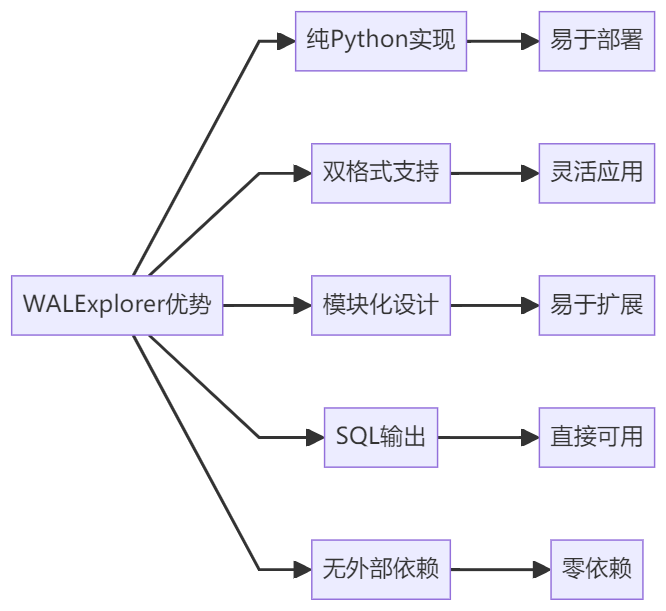 纯Python实现
易于部署
双格式支持
灵活应用
WALExplorer优势
模块化设计
易于扩展
SQL输出
直接可用
无外部依赖
零依赖